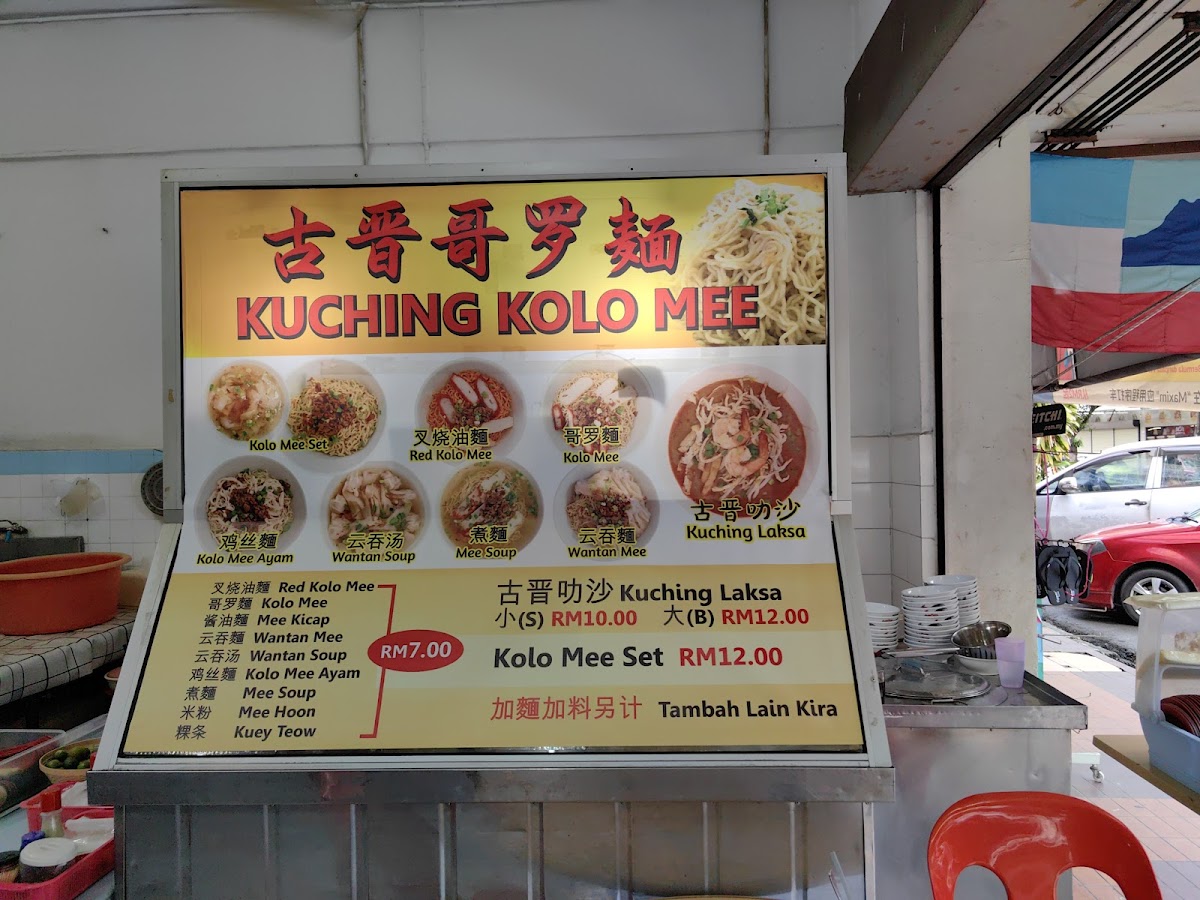 古晋哥罗麵
KUCHING KOLO MEE
Kolo Mee Set
叉烧油麵
Red Kolo Mee
哥罗麵
Kolo Mee
古晋叻沙
Kuching Laksa
鸡丝麵
Kolo Mee Ayam
云吞汤
Wantan Soup
煮麵
Mee Soup
云吞麵
Wantan Mee
叉烧油麵 Red Kolo Mee
哥罗麵 Kolo Mee
酱油麵 Mee Kicap
云吞麵 Wantan Mee
云吞汤 Wantan Soup
鸡丝麵 Kolo Mee Ayam
煮麵 Mee Soup
米粉 Mee Hoon
粿条 Kuey Teow
RM7.00
古晋叻沙 Kuching Laksa
小(S) RM10.00 大(B) RM12.00
Kolo Mee Set RM12.00
加麵加料另计 Tambah Lain Kira